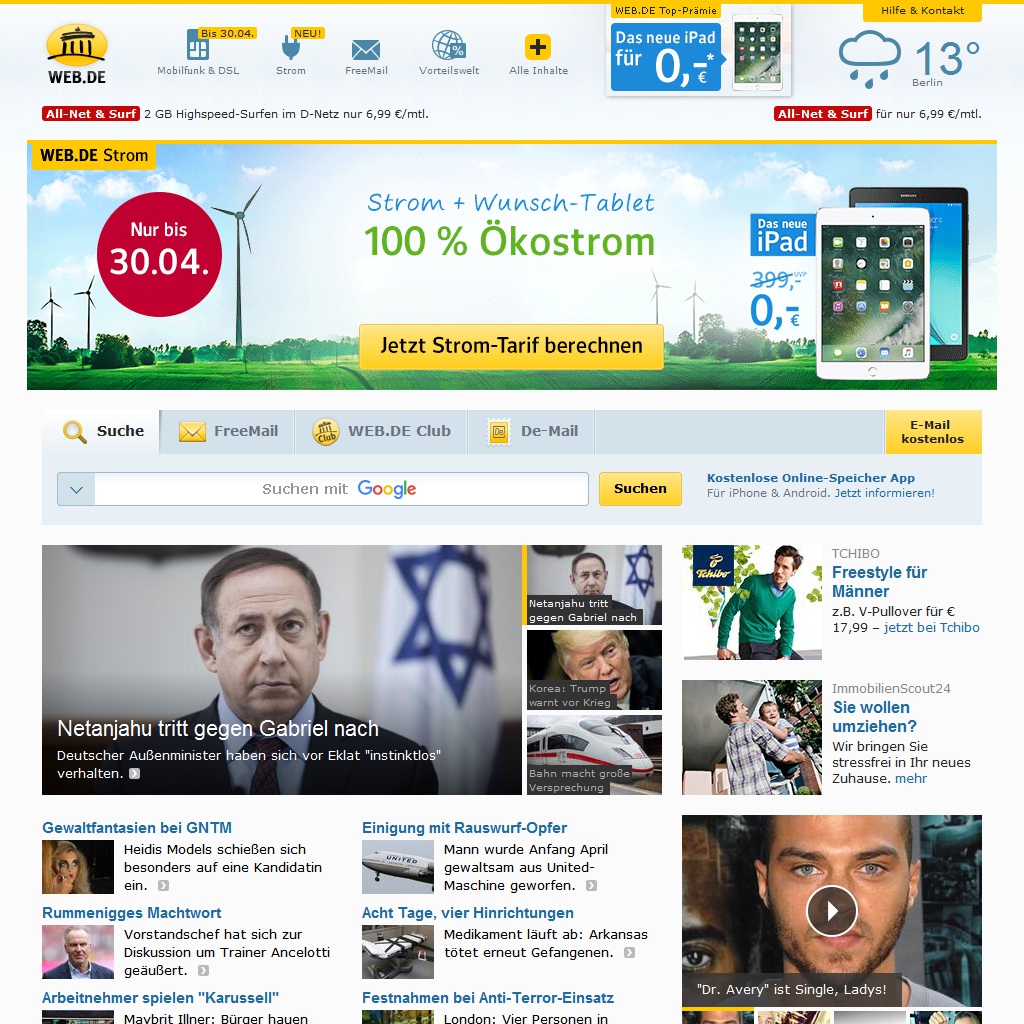 WEB.DE
Bis 30.04.
Mobilfunk & DSL
NEU!
Strom
FreeMail
%
Vorteilswelt
Alle Inhalte
WEB.DE Top-Prämie
Das neue iPad
für 0,-* €
Hilfe & Kontakt
13°
Berlin
All-Net & Surf 2 GB Highspeed-Surfen im D-Netz nur 6,99 €/mtl.
All-Net & Surf für nur 6,99 €/mtl.
WEB.DE Strom
Nur bis
30.04.
Strom + Wunsch-Tablet
100 % Ökostrom
Jetzt Strom-Tarif berechnen
Das neue
iPad
399,- UVP
0,- €
Suche
FreeMail
Club
WEB.DE Club
De
De-Mail
E-Mail
kostenlos
Suchen mit Google
Suchen
Kostenlose Online-Speicher App
Für iPhone & Android. Jetzt informieren!
Netanjahu tritt gegen Gabriel nach
Deutscher Außenminister haben sich vor Eklat "instinktlos"
verhalten.
Netanjahu tritt
gegen Gabriel nach
Korea: Trump
warnt vor Krieg
Bahn macht große
Versprechung
Tchibo
TCHIBO
Freestyle für
Männer
z.B. V-Pullover für €
17,99 – jetzt bei Tchibo
ImmobilienScout24
Sie wollen
umziehen?
Wir bringen Sie
stressfrei in Ihr neues
Zuhause. mehr
Gewaltfantasien bei GNTM
Heidis Models schießen sich
besonders auf eine Kandidatin
ein.
Einigung mit Rauswurf-Opfer
UNITED
Mann wurde Anfang April
gewaltsam aus United-
Maschine geworfen.
Rummenigges Machtwort
Vorstandschef hat sich zur
Diskussion um Trainer Ancelotti
geäußert.
Acht Tage, vier Hinrichtungen
Medikament läuft ab: Arkansas
tötet erneut Gefangenen.
"Dr. Avery" ist Single, Ladys!
Arbeitnehmer spielen "Karussell"
Maybrit Illner: Bürger hauen
Festnahmen bei Anti-Terror-Einsatz
London: Vier Personen in